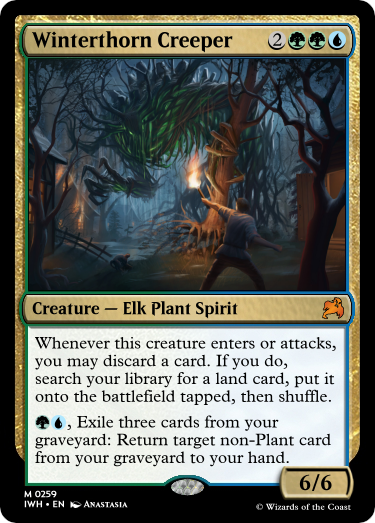 Winterthorn Creeper 2
Creature — Elk Plant Spirit
Whenever this creature enters or attacks,
you may discard a card. If you do,
search your library for a land card, put it
onto the battlefield tapped, then shuffle.
, Exile three cards from your
graveyard: Return target non-Plant card
from your graveyard to your hand.
6/6
M 0259
IWH • EN ANASTASIA
© Wizards of the Coast